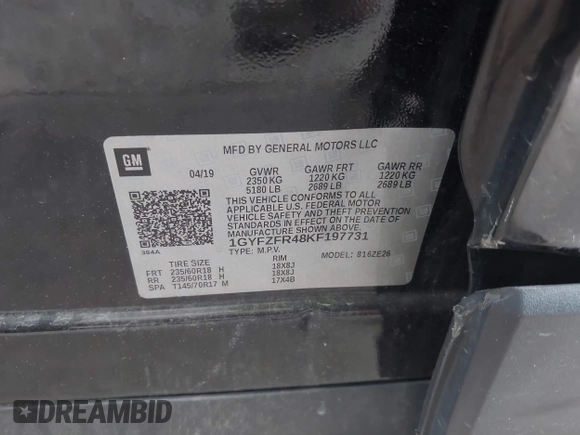 MFD BY GENERAL MOTORS LLC
GM
04/19 GVWR GAWR FRT GAWR RR
2350 KG 1220 KG 1220 KG
5180 LB 2689 LB 2689 LB
THIS VEHICLE CONFORMS TO ALL
APPLICABLE U.S. FEDERAL MOTOR
VEHICLE SAFETY AND THEFT PREVENTION
STANDARDS IN EFFECT ON THE DATE OF
MANUFACTURE SHOWN ABOVE.
1GYFZFR48KF197731
384A
TYPE: M.P.V. MODEL: 816ZE26
TIRE SIZE RIM
FRT 235/60R18 H 18X8J
RR 235/60R18 H 18X8J
SPA T145/70R17 M 17X4B
DREAMBID